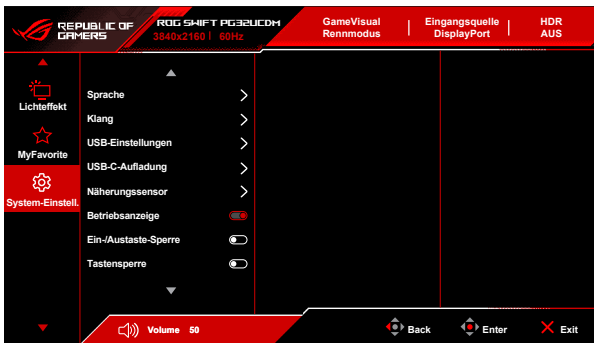 REPUBLIC OF
GAMERS
ROG SWIFT PG32UCDM
3840x2160 | 60Hz
GameVisual
Rennmodus
Eingangsquelle
DisplayPort
HDR
AUS
Lichteffekt
MyFavorite
System-Einstell.
Sprache
Klang
USB-Einstellungen
USB-C-Aufladung
Näherungssensor
Betriebsanzeige
Ein-/Austaste-Sperre
Tastensperre
Volume 50
Back
Enter
Exit